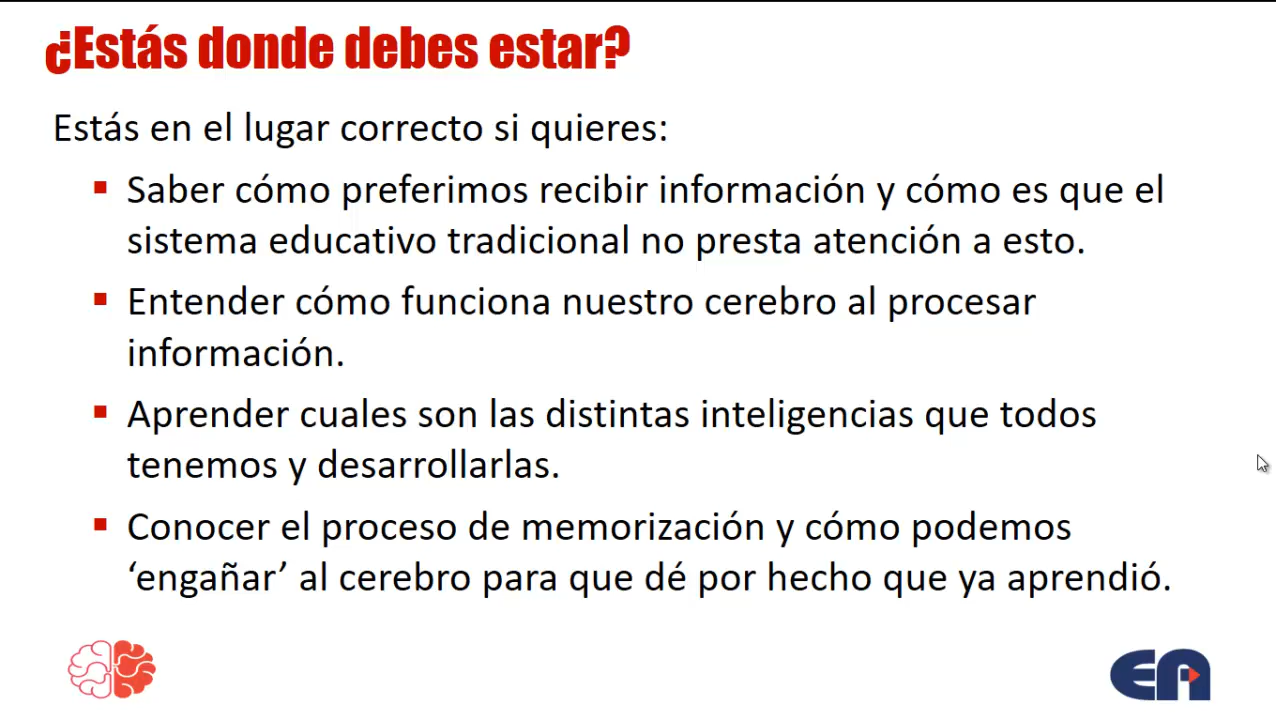 ¿Estás donde debes estar?
Estás en el lugar correcto si quieres:
▪ Saber cómo preferimos recibir información y cómo es que el
sistema educativo tradicional no presta atención a esto.
▪ Entender cómo funciona nuestro cerebro al procesar
información.
▪ Aprender cuales son las distintas inteligencias que todos
tenemos y desarrollarlas.
▪ Conocer el proceso de memorización y cómo podemos
‘engañar’ al cerebro para que dé por hecho que ya aprendió.
EA